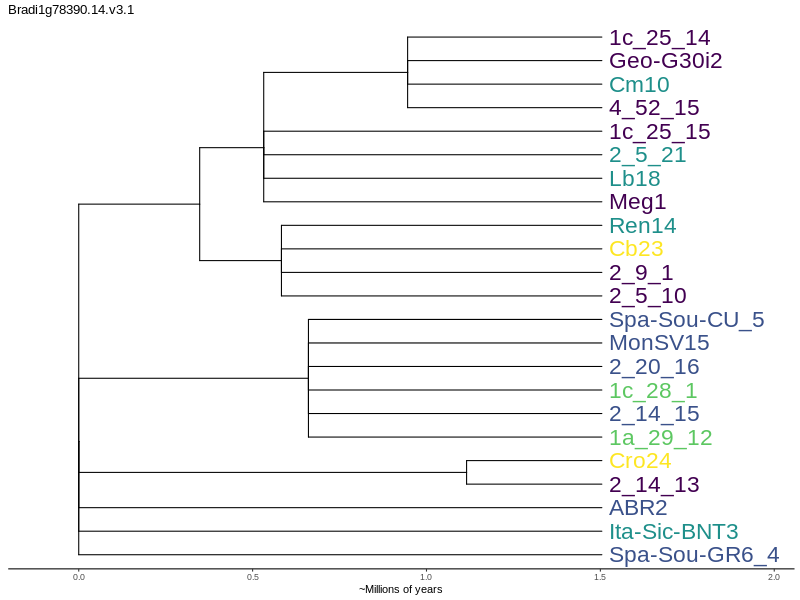 Bradi1g78390.14.v3.1
1c_25_14
Geo-G30i2
Cm10
4_52_15
1c_25_15
2_5_21
Lb18
Meg1
Ren14
Cb23
2_9_1
2_5_10
Spa-Sou-CU_5
MonSV15
2_20_16
1c_28_1
2_14_15
1a_29_12
Cro24
2_14_13
ABR2
Ita-Sic-BNT3
Spa-Sou-GR6_4
0.0 0.5 1.0 1.5 2.0
~Millions of years